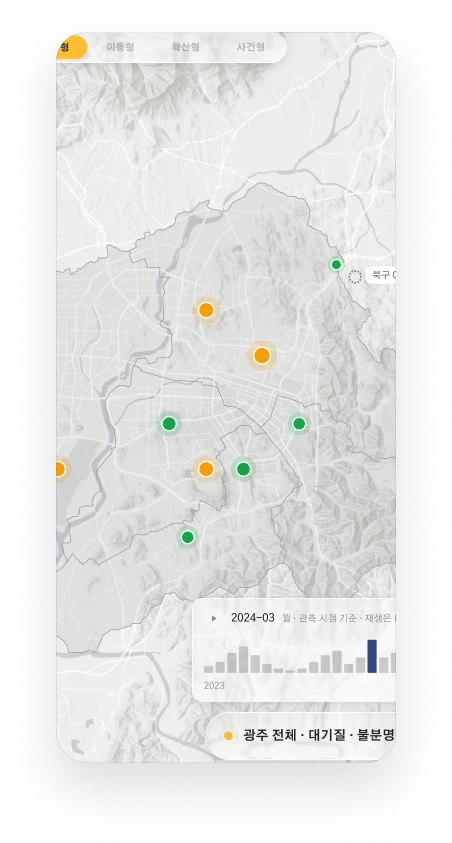 형 이동형 확산형 사건형
북구
2024-03 월 · 관측 시점 기준 · 재생은
2023
광주 전체 · 대기질 · 불분명